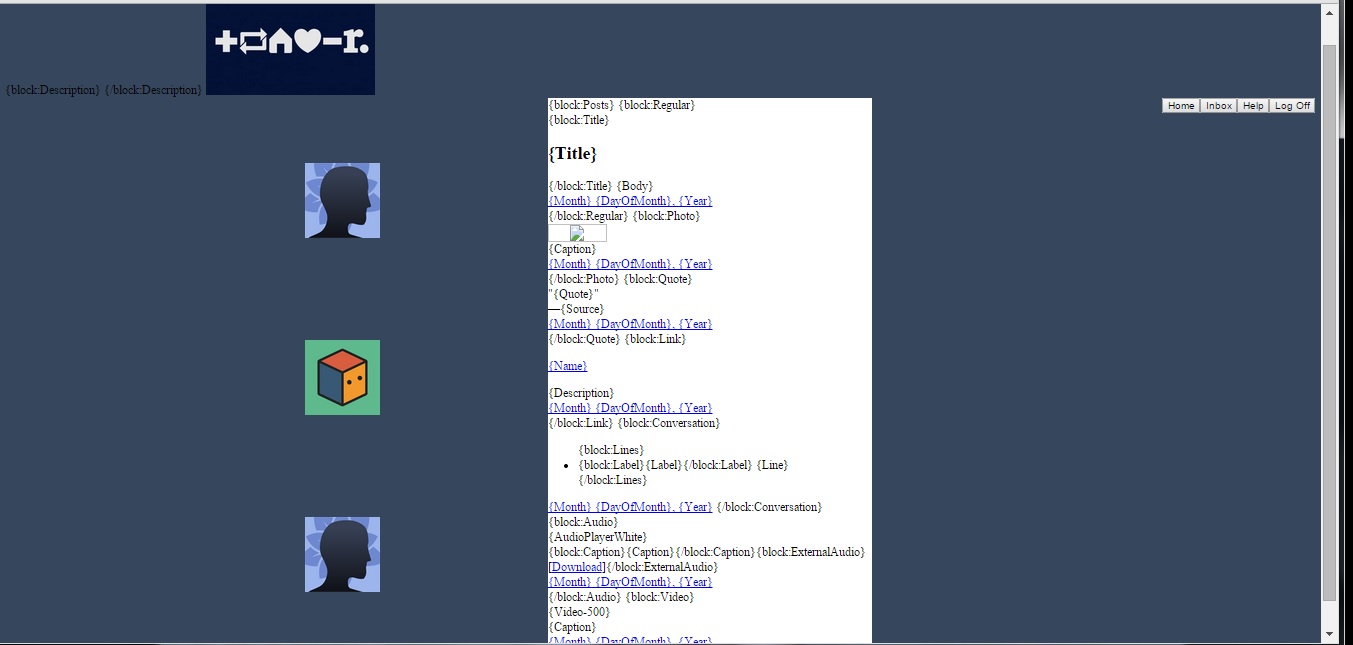 + - r.
{block:Description} {/block:Description}
{block:Posts} {block:Regular}
Home Inbox Help Log Off
{block:Title}
{Title}
{/block:Title} {Body}
{Month} {DayOfMonth}, {Year}
{/block:Regular} {block:Photo}
{Caption}
{Month} {DayOfMonth}, {Year}
{/block:Photo} {block:Quote}
"{Quote}"
—{Source}
{Month} {DayOfMonth}, {Year}
{/block:Quote} {block:Link}
{Name}
{Description}
{Month} {DayOfMonth}, {Year}
{/block:Link} {block:Conversation}
{block:Lines}
• {block:Label}{Label}{/block:Label} {Line}
{/block:Lines}
{Month} {DayOfMonth}, {Year} {/block:Conversation}
{block:Audio}
{AudioPlayerWhite}
{block:Caption}{Caption}{/block:Caption}{block:ExternalAudio}
[Download]{/block:ExternalAudio}
{Month} {DayOfMonth}, {Year}
{/block:Audio} {block:Video}
{Video-500}
{Caption}
{Month} {DayOfMonth}, {Year}